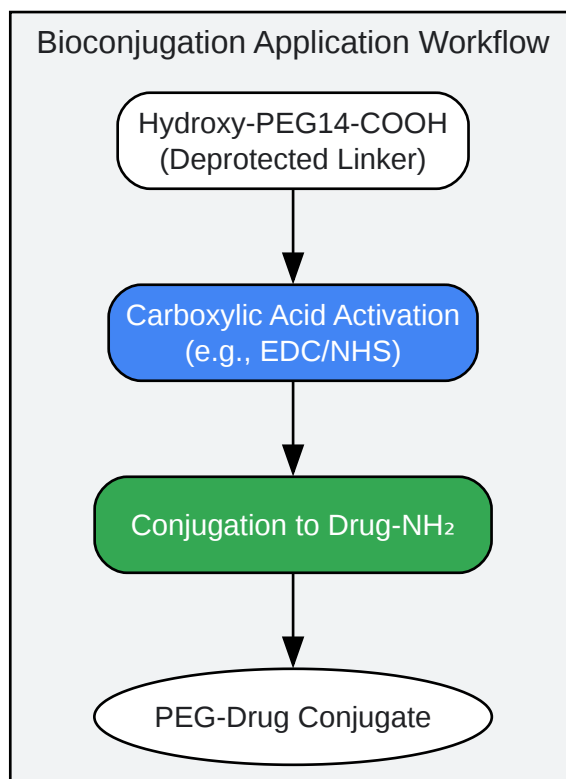 Bioconjugation Application Workflow
Hydroxy-PEG14-COOH
(Deprotected Linker)
Carboxylic Acid Activation
(e.g., EDC/NHS)
Conjugation to Drug-NH₂
PEG-Drug Conjugate